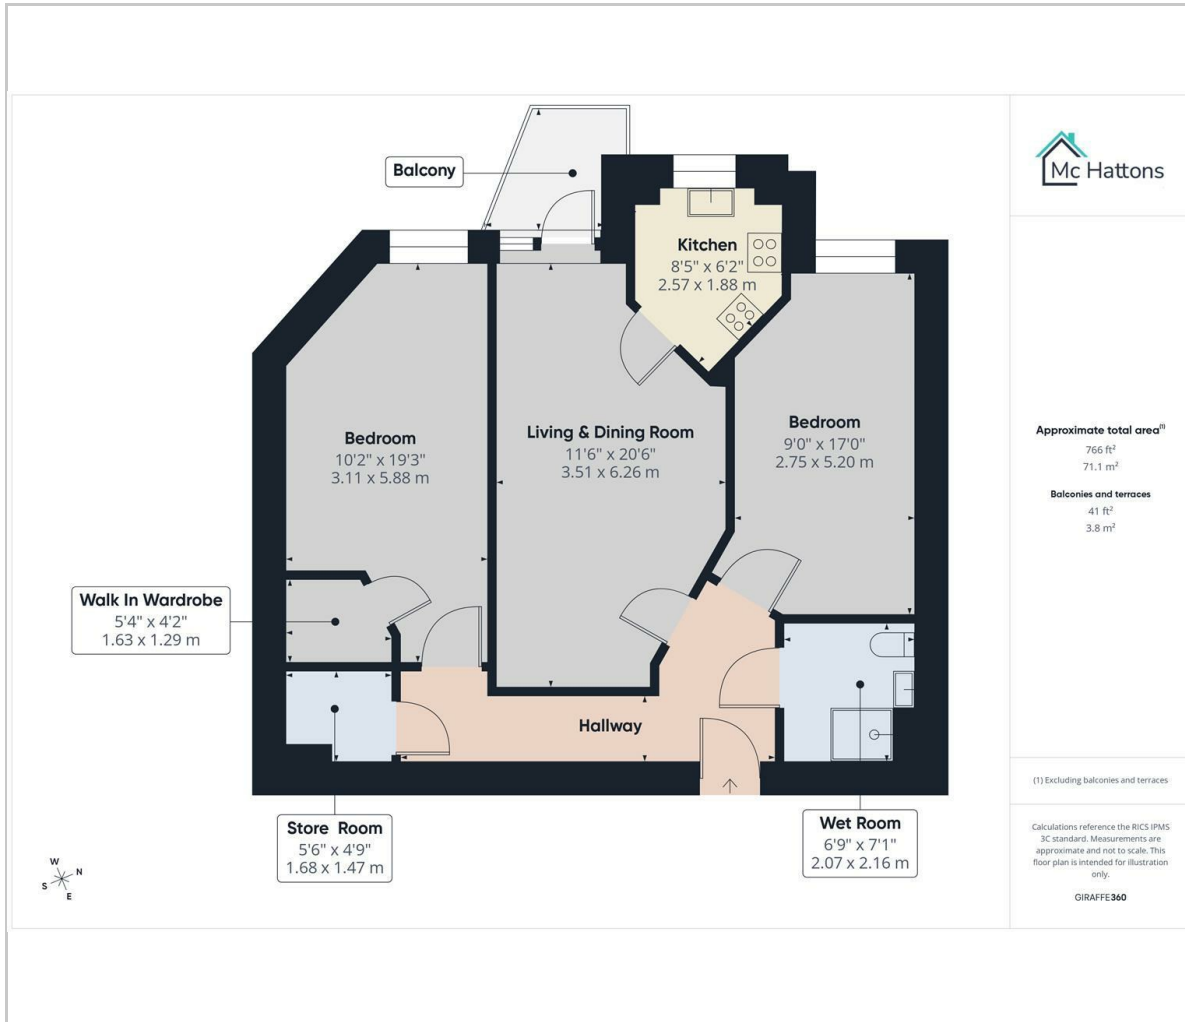 Balcony
Kitchen
8'5" x 6'2"
2.57 x 1.88 m
Bedroom
10'2" x 19'3"
3.11 x 5.88 m
Living & Dining Room
11'6" x 20'6"
3.51 x 6.26 m
Bedroom
9'0" x 17'0"
2.75 x 5.20 m
Walk In Wardrobe
5'4" x 4'2"
1.63 x 1.29 m
Hallway
Store Room
5'6" x 4'9"
1.68 x 1.47 m
Wet Room
6'9" x 7'1"
2.07 x 2.16 m
W
N
S
E
Mc Hattons
Approximate total area(1)
766 ft²
71.1 m²
Balconies and terraces
41 ft²
3.8 m²
(1) Excluding balconies and terraces
Calculations reference the RICS IPMS
3C standard. Measurements are
approximate and not to scale. This
floor plan is intended for illustration
only.
GIRAFFE360